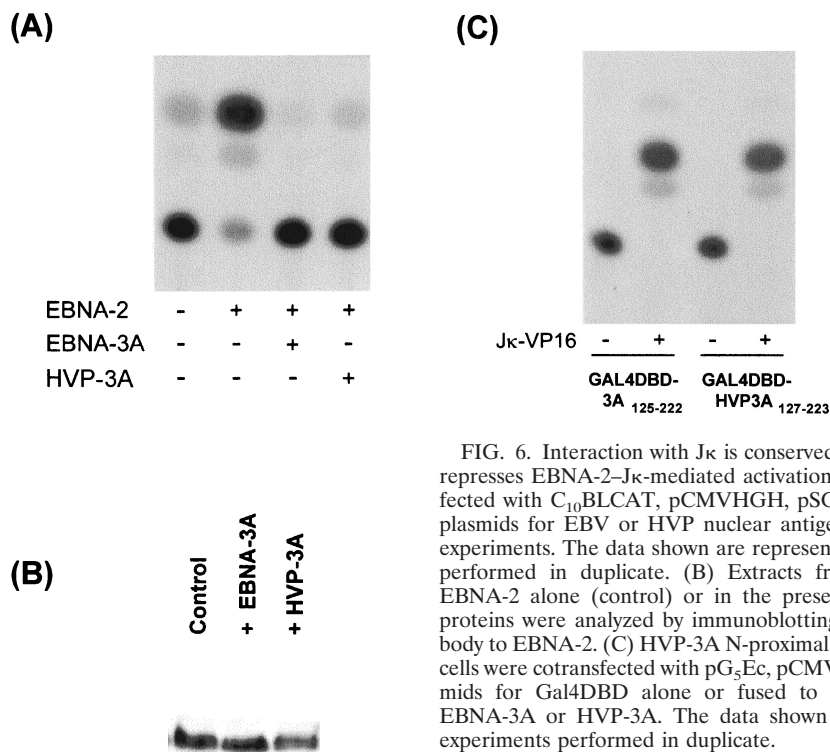 (A)
EBNA-2 - + + +
EBNA-3A - - + -
HVP-3A - - - +
(B)
Control
+ EBNA-3A
+ HVP-3A
(C)
Jκ-VP16 - + - +
GAL4DBD- GAL4DBD-
3A 125-222 HVP3A 127-223
FIG. 6. Interaction with Jκ is conserved
represses EBNA-2–Jκ-mediated activation
fected with C10BLCAT, pCMVHGH, pSG
plasmids for EBV or HVP nuclear antige
experiments. The data shown are represen
performed in duplicate. (B) Extracts fr
EBNA-2 alone (control) or in the prese
proteins were analyzed by immunoblotting
body to EBNA-2. (C) HVP-3A N-proximal
cells were cotransfected with pG5Ec, pCMV
mids for Gal4DBD alone or fused to
EBNA-3A or HVP-3A. The data shown
experiments performed in duplicate.